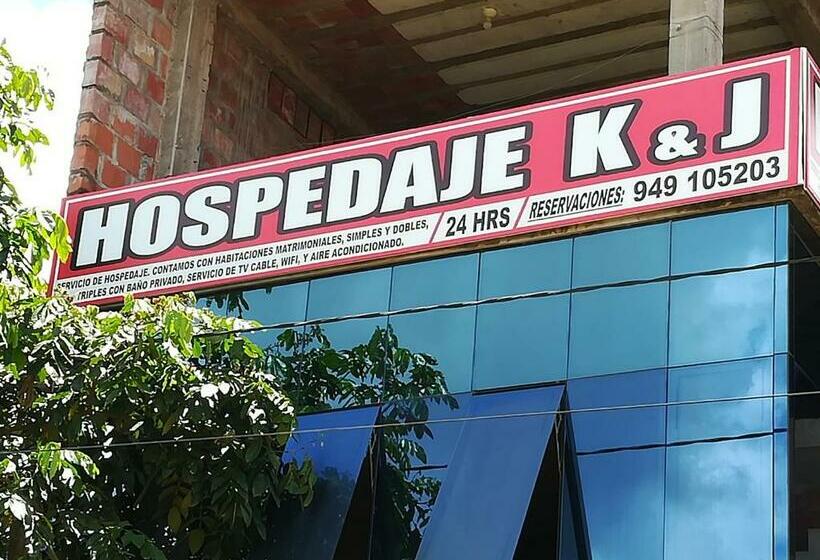 HOSPEDAJE K & J
SERVICIO DE HOSPEDAJE. CONTAMOS CON HABITACIONES MATRIMONIALES, SIMPLES Y DOBLES,
TRIPLES CON BAÑO PRIVADO, SERVICIO DE TV CABLE, WIFI, Y AIRE ACONDICIONADO.
24 HRS
RESERVACIONES: 949 105203